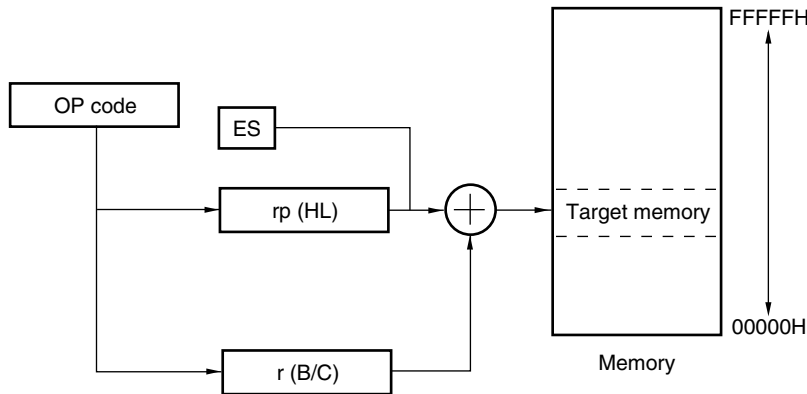 FFFFFH
OP code
ES
rp (HL)
Target memory
r (B/C)
00000H
Memory